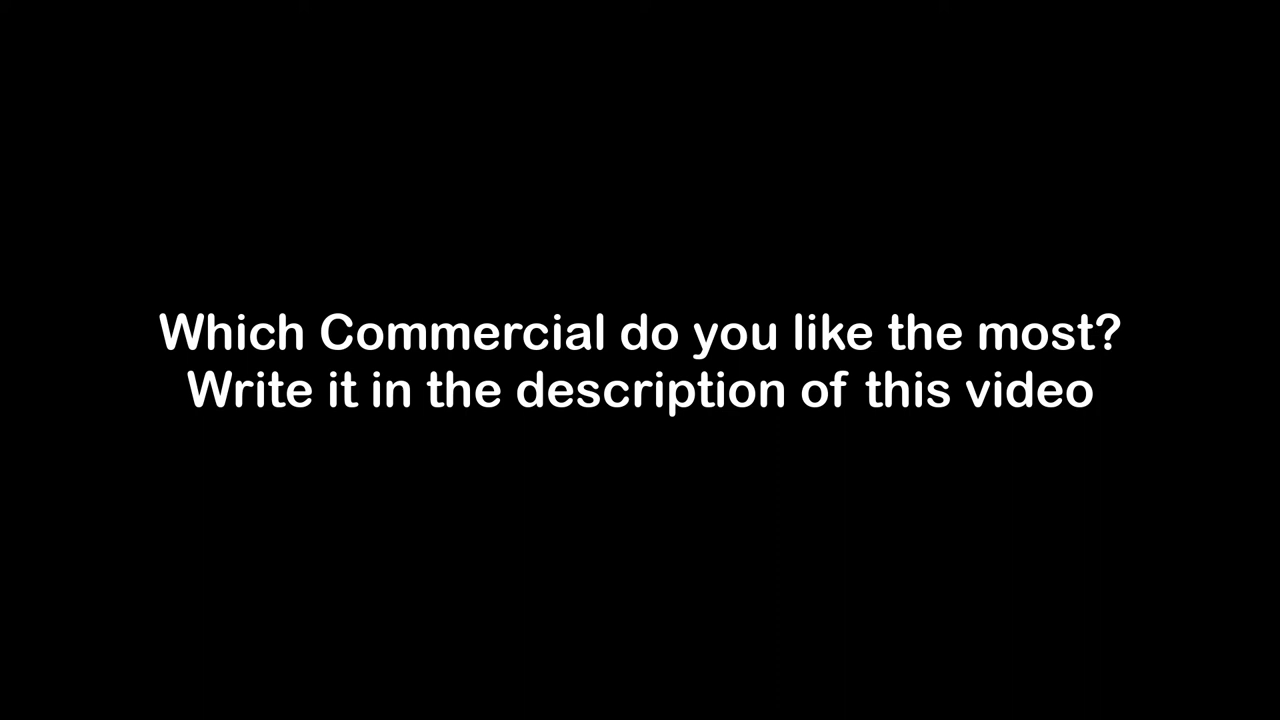 Which Commercial do you like the most?
Write it in the description of this video